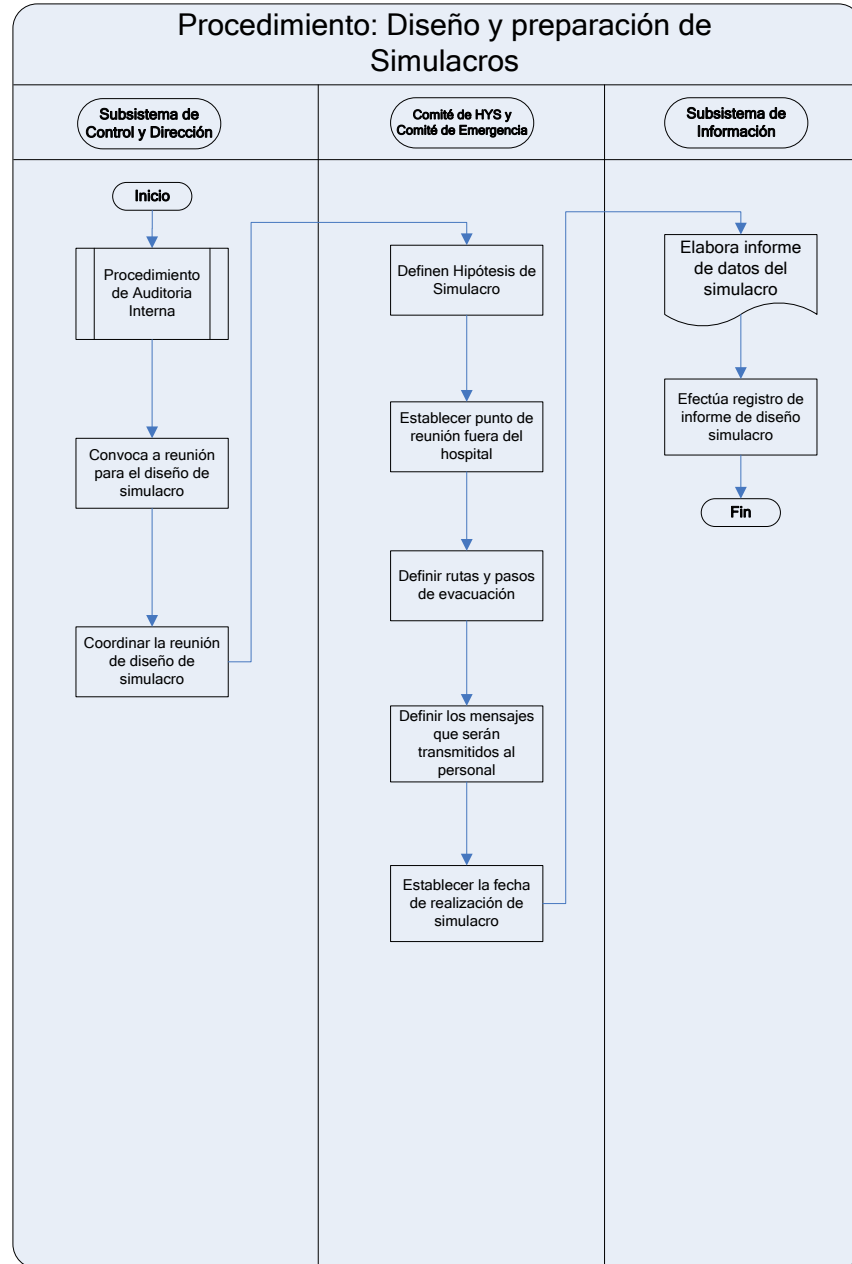 Procedimiento: Diseño y preparación de
Simulacros
Subsistema de
Control y Dirección
Comité de HYS y
Comité de Emergencia
Subsistema de
Información
Inicio
Procedimiento
de Auditoria
Interna
Convoca a reunión
para el diseño de
simulacro
Coordinar la reunión
de diseño de
simulacro
Definen Hipótesis de
Simulacro
Establecer punto de
reunión fuera del
hospital
Definir rutas y pasos
de evacuación
Definir los mensajes
que serán
transmitidos al
personal
Establecer la fecha
de realización de
simulacro
Elabora informe
de datos del
simulacro
Efectúa registro de
informe de diseño
simulacro
Fin